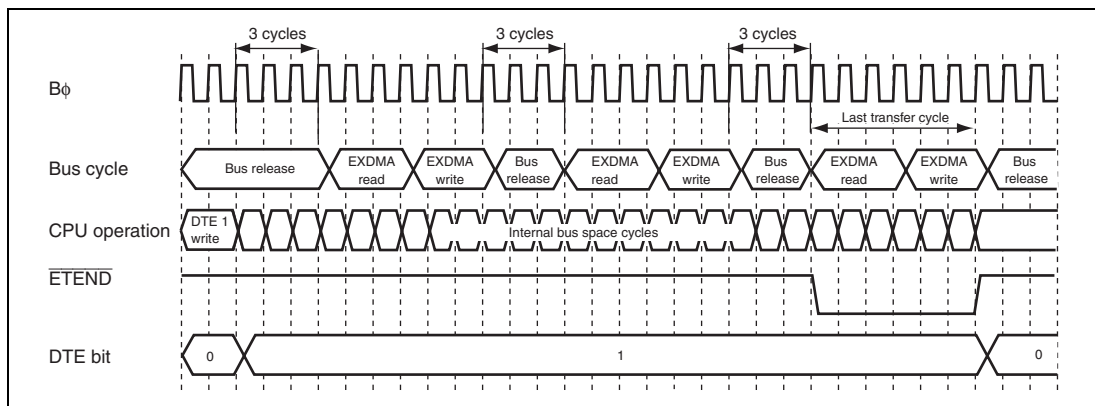 3 cycles 3 cycles 3 cycles
Bϕ
Last transfer cycle
Bus cycle Bus release EXDMA read EXDMA write Bus release EXDMA read EXDMA write Bus release EXDMA read EXDMA write Bus release
CPU operation DTE 1 write Internal bus space cycles
ETEND
DTE bit 0 1 0